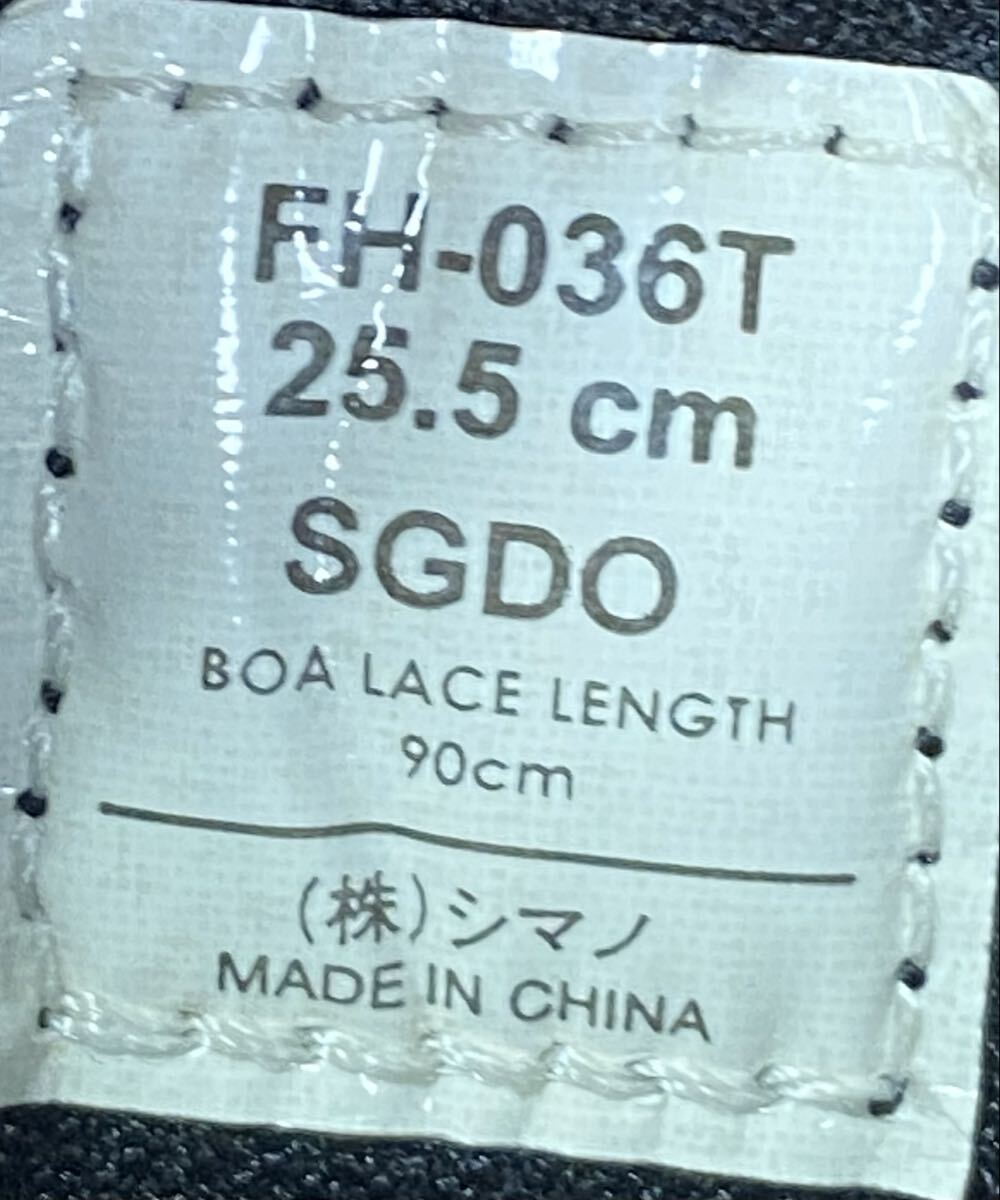 FH-036T
25.5 cm
SGDO
BOA LACE LENGTH
90cm
(株)シマノ
MADE IN CHINA